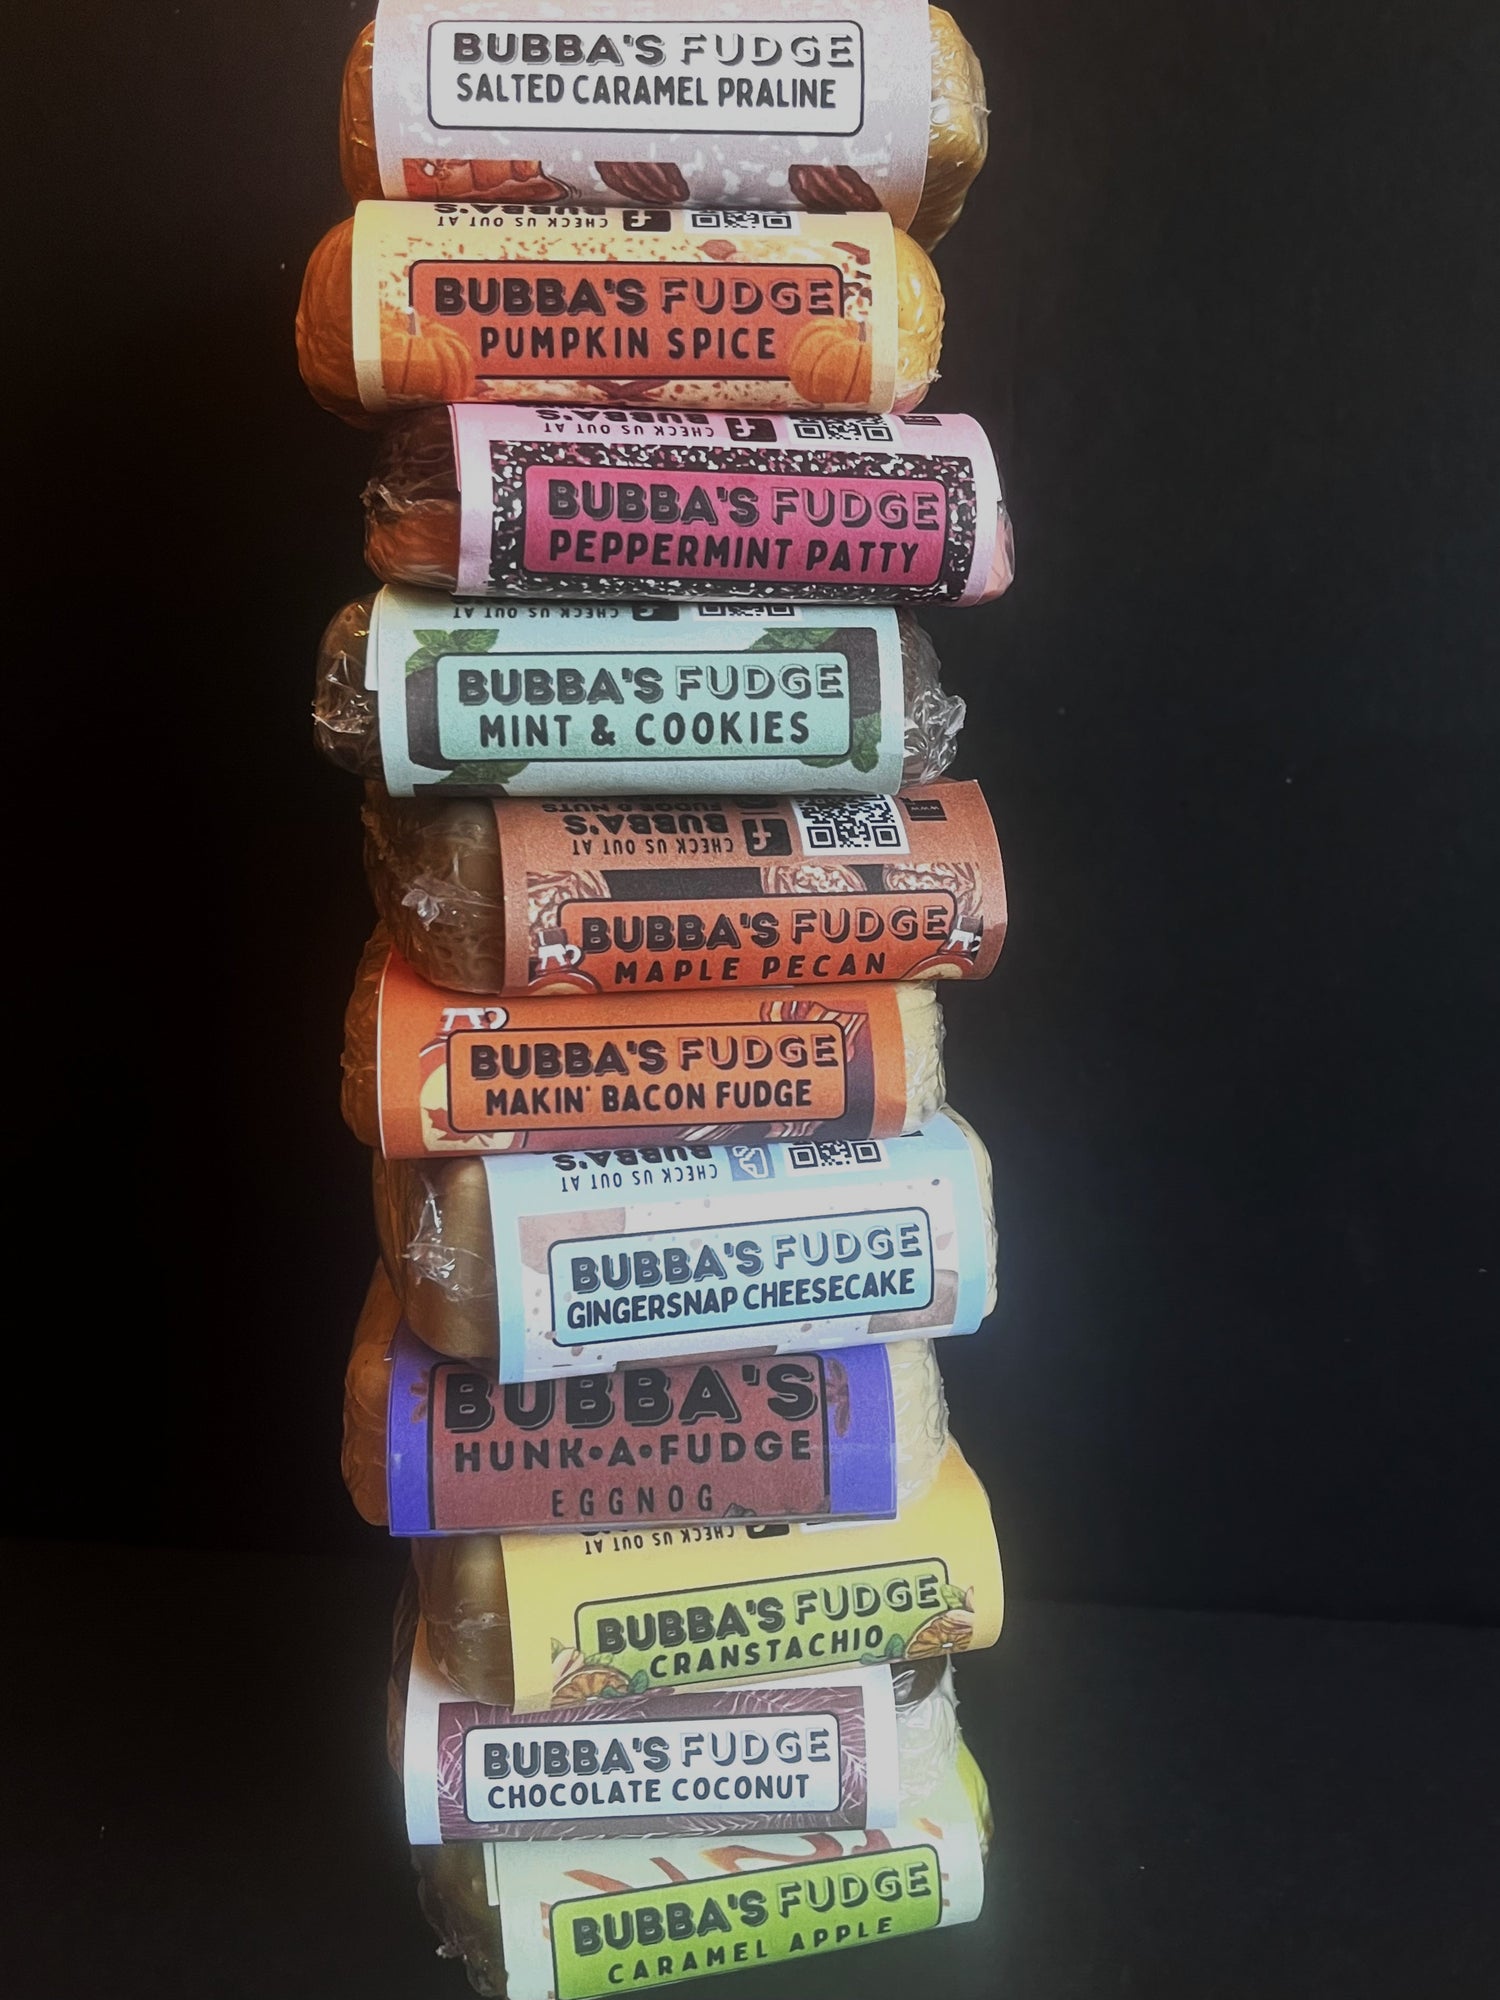 BUBBA'S FUDGE
SALTED CARAMEL PRALINE
BUBBA'S
CHECK US OUT AT
BUBBA'S FUDGE
PUMPKIN SPICE
BUBBA'S
CHECK US OUT AT
BUBBA'S FUDGE
PEPPERMINT PATTY
CHECK US OUT AT
BUBBA'S FUDGE
MINT & COOKIES
FUDGE & NUTS
BUBBA'S
CHECK US OUT AT
BUBBA'S FUDGE
MAPLE PECAN
BUBBA'S FUDGE
MAKIN' BACON FUDGE
BUBBA'S
CHECK US OUT AT
BUBBA'S FUDGE
GINGERSNAP CHEESECAKE
BUBBA'S
HUNK•A•FUDGE
EGGNOG
CHECK US OUT AT
BUBBA'S FUDGE
CRANSTACHIO
BUBBA'S FUDGE
CHOCOLATE COCONUT
BUBBA'S FUDGE
CARAMEL APPLE